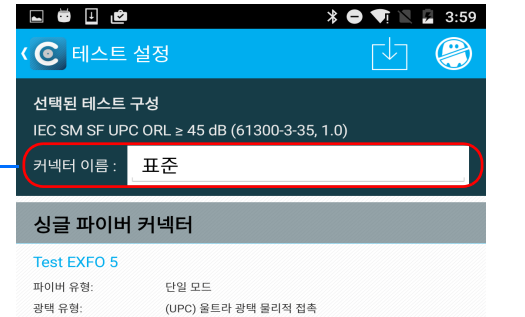 3:59
테스트 설정
선택된 테스트 구성
IEC SM SF UPC ORL ≥ 45 dB (61300-3-35, 1.0)
커넥터 이름 : 표준
싱글 파이버 커넥터
Test EXFO 5
파이버 유형: 단일 모드
광택 유형: (UPC) 울트라 광택 물리적 접촉